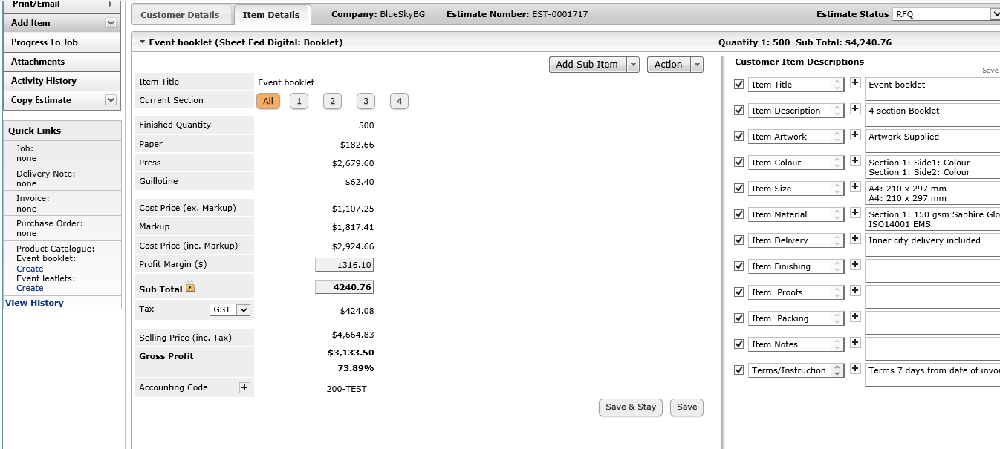 Print/Email
Add Item
Progress To Job
Attachments
Activity History
Copy Estimate
Quick Links
Job:
none
Delivery Note:
none
Invoice:
none
Purchase Order:
none
Product Catalogue:
Event booklet:
Create
Event leaflets:
Create
View History
Customer Details
Item Details
Company: BlueSkyBG
Estimate Number: EST-0001717
Estimate Status RFQ
Event booklet (Sheet Fed Digital: Booklet)
Quantity 1: 500 Sub Total: $4,240.76
Add Sub Item
Action
Item Title Event booklet
Current Section All 1 2 3 4
Finished Quantity 500
Paper $182.66
Press $2,679.60
Guillotine $62.40
Cost Price (ex. Markup) $1,107.25
Markup $1,817.41
Cost Price (inc. Markup) $2,924.66
Profit Margin ($) 1316.10
Sub Total 4240.76
Tax GST $424.08
Selling Price (inc. Tax) $4,664.83
Gross Profit $3,133.50
73.89%
Accounting Code + 200-TEST
Save & Stay
Save
Customer Item Descriptions
Save
Item Title + Event booklet
Item Description + 4 section Booklet
Item Artwork + Artwork Supplied
Item Colour + Section 1: Side1: Colour
Section 1: Side2: Colour
Item Size + A4: 210 x 297 mm
A4: 210 x 297 mm
Item Material + Section 1: 150 gsm Saphire Glo
ISO14001 EMS
Item Delivery + Inner city delivery included
Item Finishing +
Item Proofs +
Item Packing +
Item Notes +
Terms/Instruction + Terms 7 days from date of invoi